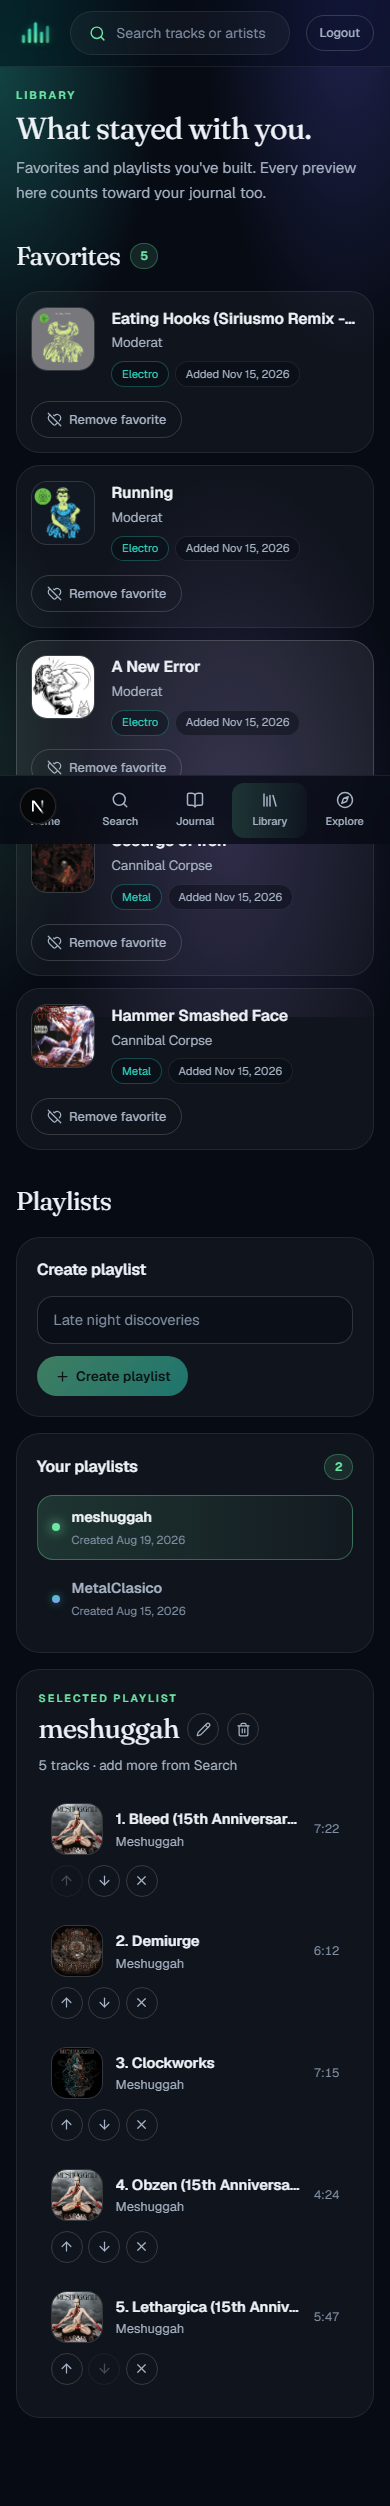 Search tracks or artists
Logout
LIBRARY
What stayed with you.
Favorites and playlists you've built. Every preview
here counts toward your journal too.
Favorites 5
Eating Hooks (Siriusmo Remix -...
Moderat
Electro Added Nov 15, 2026
Remove favorite
Running
Moderat
Electro Added Nov 15, 2026
Remove favorite
A New Error
Moderat
Electro Added Nov 15, 2026
Remove favorite
N
Search Journal Library Explore
Cannibal Corpse
Metal Added Nov 15, 2026
Remove favorite
Hammer Smashed Face
Cannibal Corpse
Metal Added Nov 15, 2026
Remove favorite
Playlists
Create playlist
Late night discoveries
+ Create playlist
Your playlists 2
meshuggah
Created Aug 19, 2026
MetalClasico
Created Aug 15, 2026
SELECTED PLAYLIST
meshuggah
5 tracks · add more from Search
1. Bleed (15th Anniversar...
Meshuggah
7:22
2. Demiurge
Meshuggah
6:12
3. Clockworks
Meshuggah
7:15
4. Obzen (15th Anniversa...
Meshuggah
4:24
5. Lethargica (15th Anniv...
Meshuggah
5:47